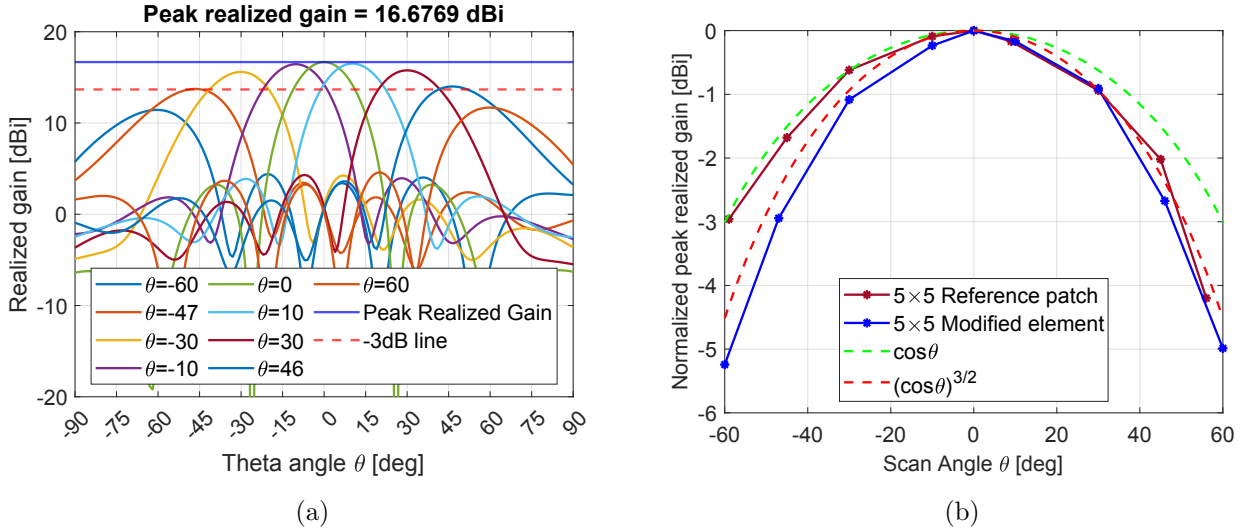 Peak realized gain = 16.6769 dBi
Realized gain [dBi]
20
10
0
-10
-20
θ=-60
θ=0
θ=60
θ=-47
θ=10
Peak Realized Gain
θ=-30
θ=30
-3dB line
θ=-10
θ=46
-90 -75 -60 -45 -30 -15 0 15 30 45 60 75 90
Theta angle θ [deg]
(a)
Normalized peak realized gain [dBi]
0
-1
-2
-3
-4
-5
-6
5×5 Reference patch
5×5 Modified element
cosθ
(cosθ)^3/2
-60 -40 -20 0 20 40 60
Scan Angle θ [deg]
(b)